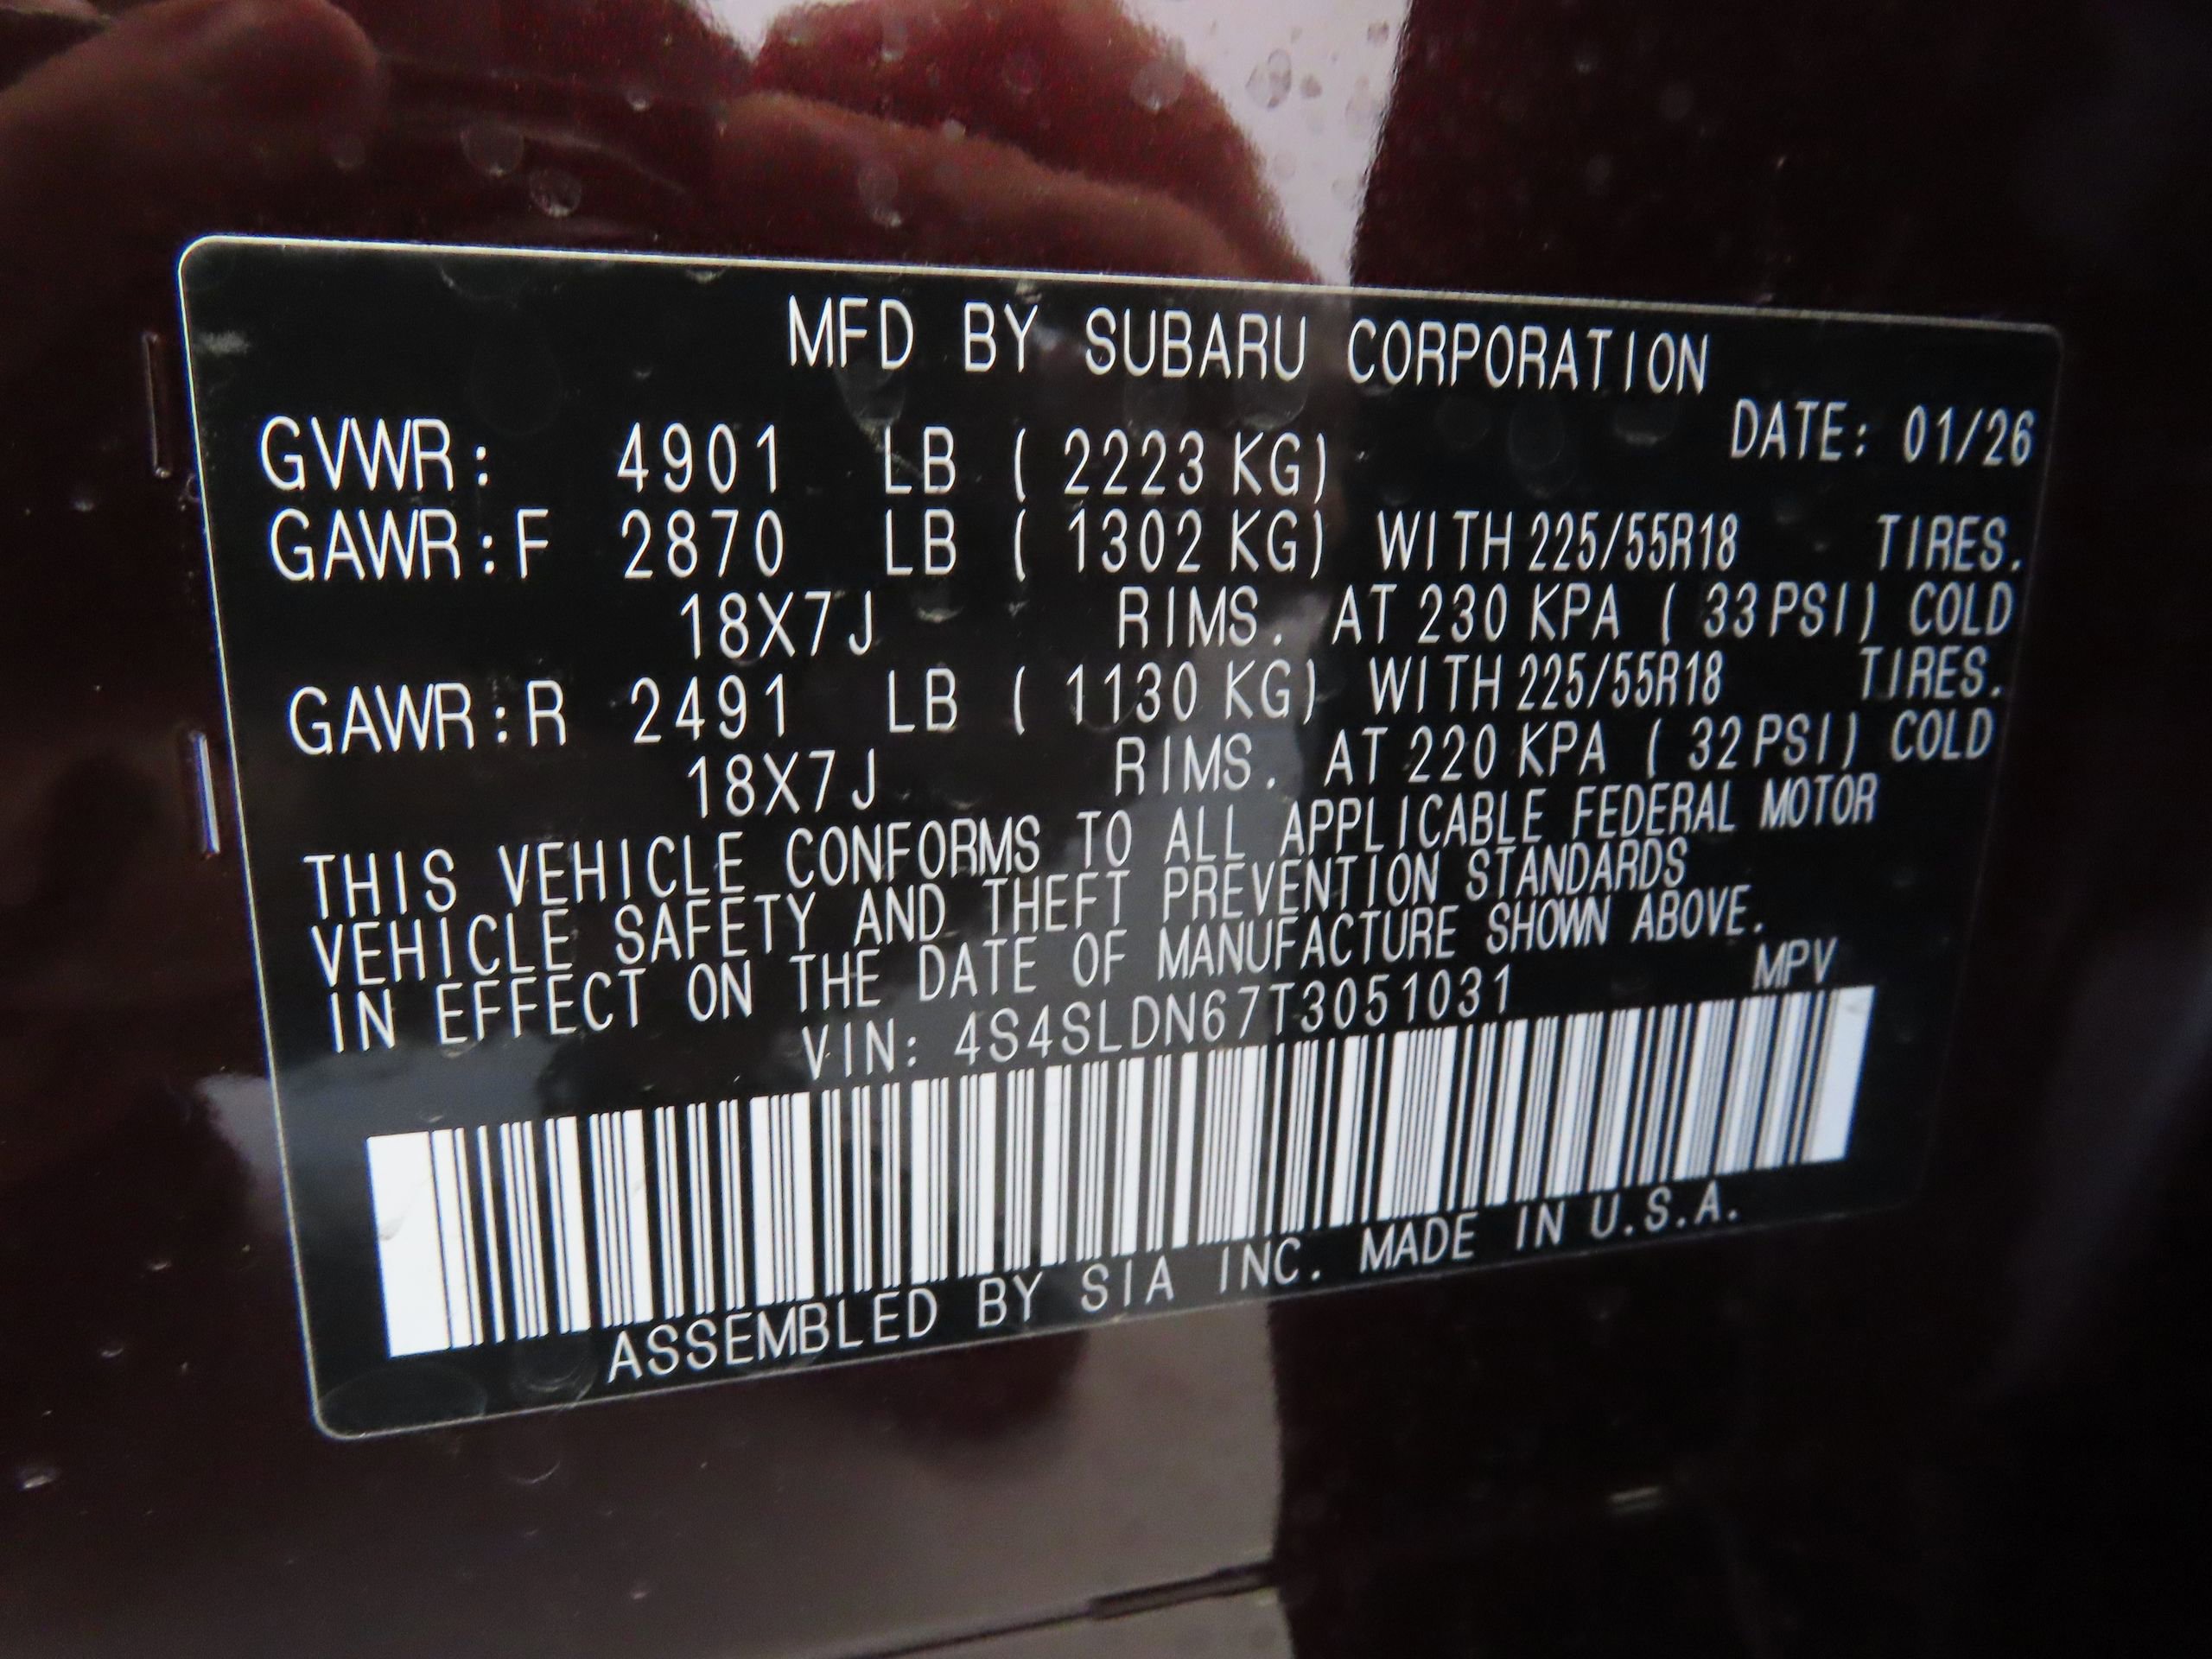 MFD BY SUBARU CORPORATION
DATE: 01/26
GVWR: 4901 LB ( 2223 KG)
GAWR:F 2870 LB ( 1302 KG) WITH 225/55R18 TIRES.
18X7J RIMS. AT 230 KPA ( 33 PSI) COLD
GAWR:R 2491 LB ( 1130 KG) WITH 225/55R18 TIRES.
18X7J RIMS. AT 220 KPA ( 32 PSI) COLD
THIS VEHICLE CONFORMS TO ALL APPLICABLE FEDERAL MOTOR
VEHICLE SAFETY AND THEFT PREVENTION STANDARDS
IN EFFECT ON THE DATE OF MANUFACTURE SHOWN ABOVE.
VIN: 4S4SLDN67T3051031 MPV
ASSEMBLED BY SIA INC. MADE IN U.S.A.